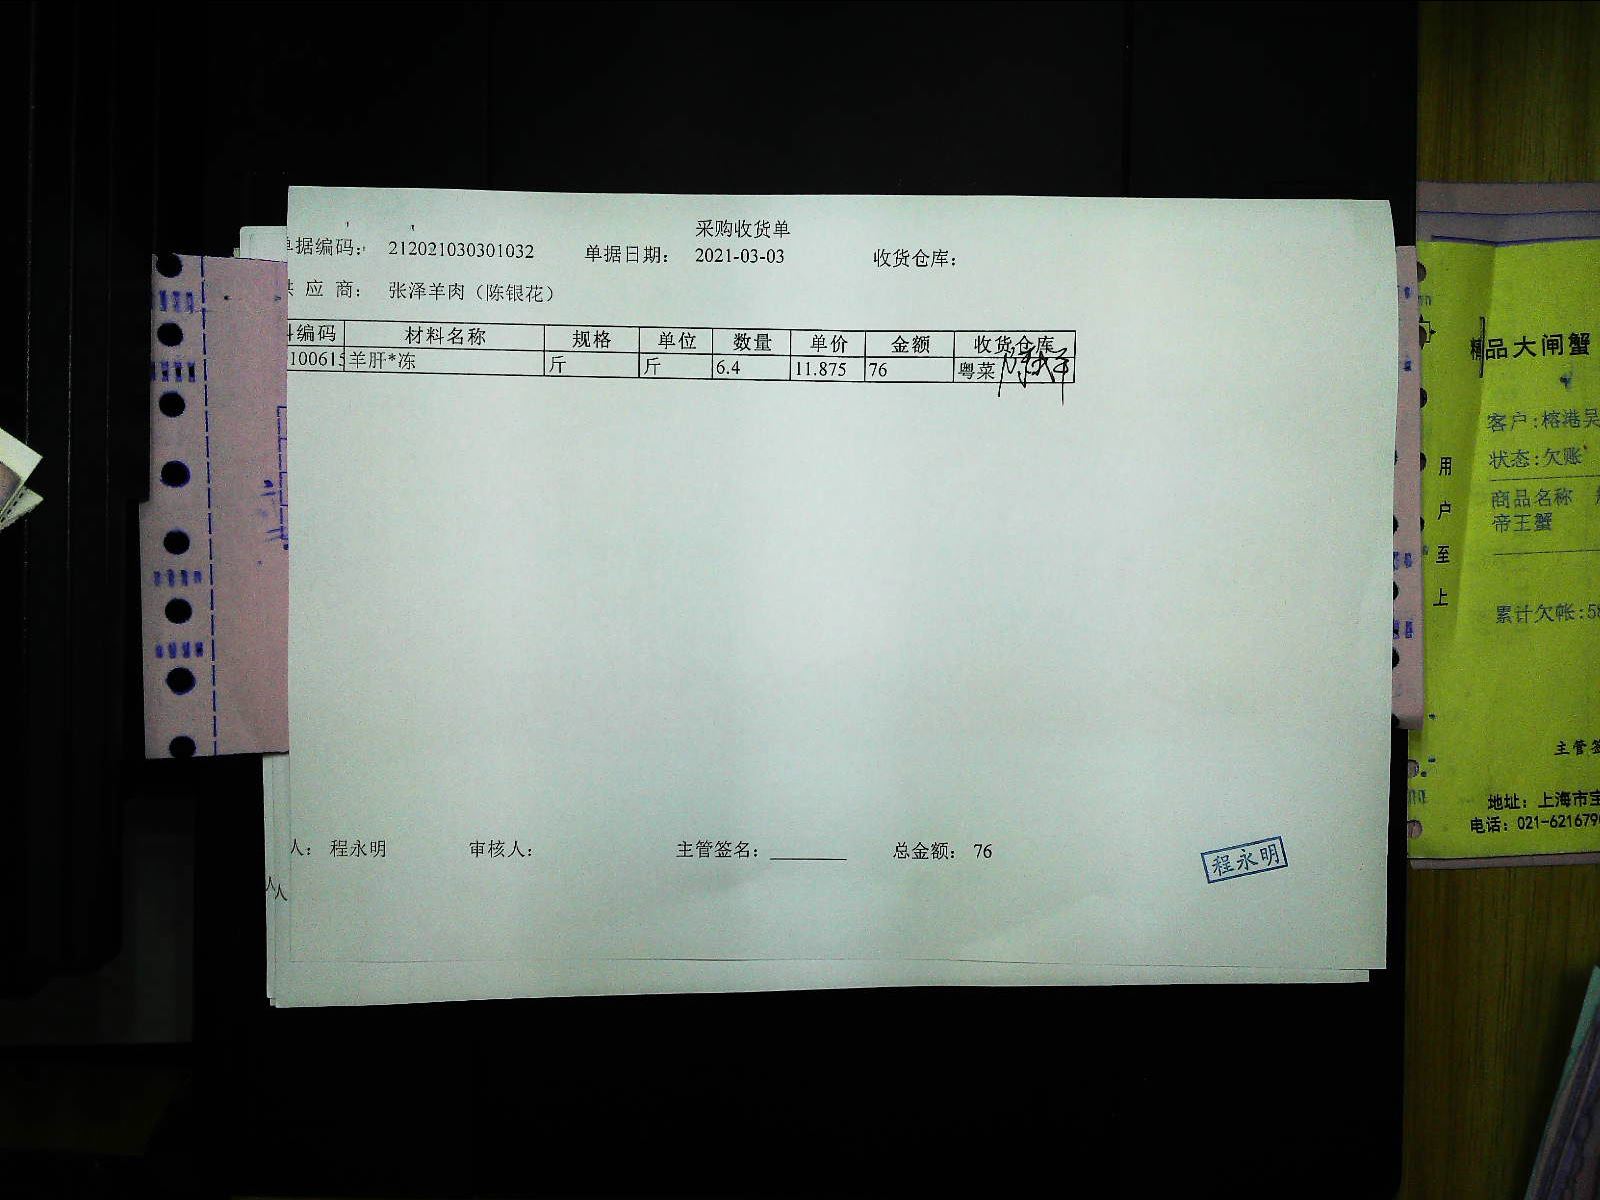 采购收货单
单据编码： 212021030301032 单据日期： 2021-03-03 收货仓库：
供 应 商： 张泽羊肉（陈银花）
料编码 材料名称 规格 单位 数量 单价 金额 收货仓库
100615 羊肝*冻 斤 斤 6.4 11.875 76 粤菜
人： 程永明 审核人： 主管签名： 总金额： 76
程永明
精品大闸蟹
客户:榕港吴
状态:欠账
商品名称
帝王蟹
用户至上
累计欠帐:58
主管签
地址：上海市宝
电话：021-6216790